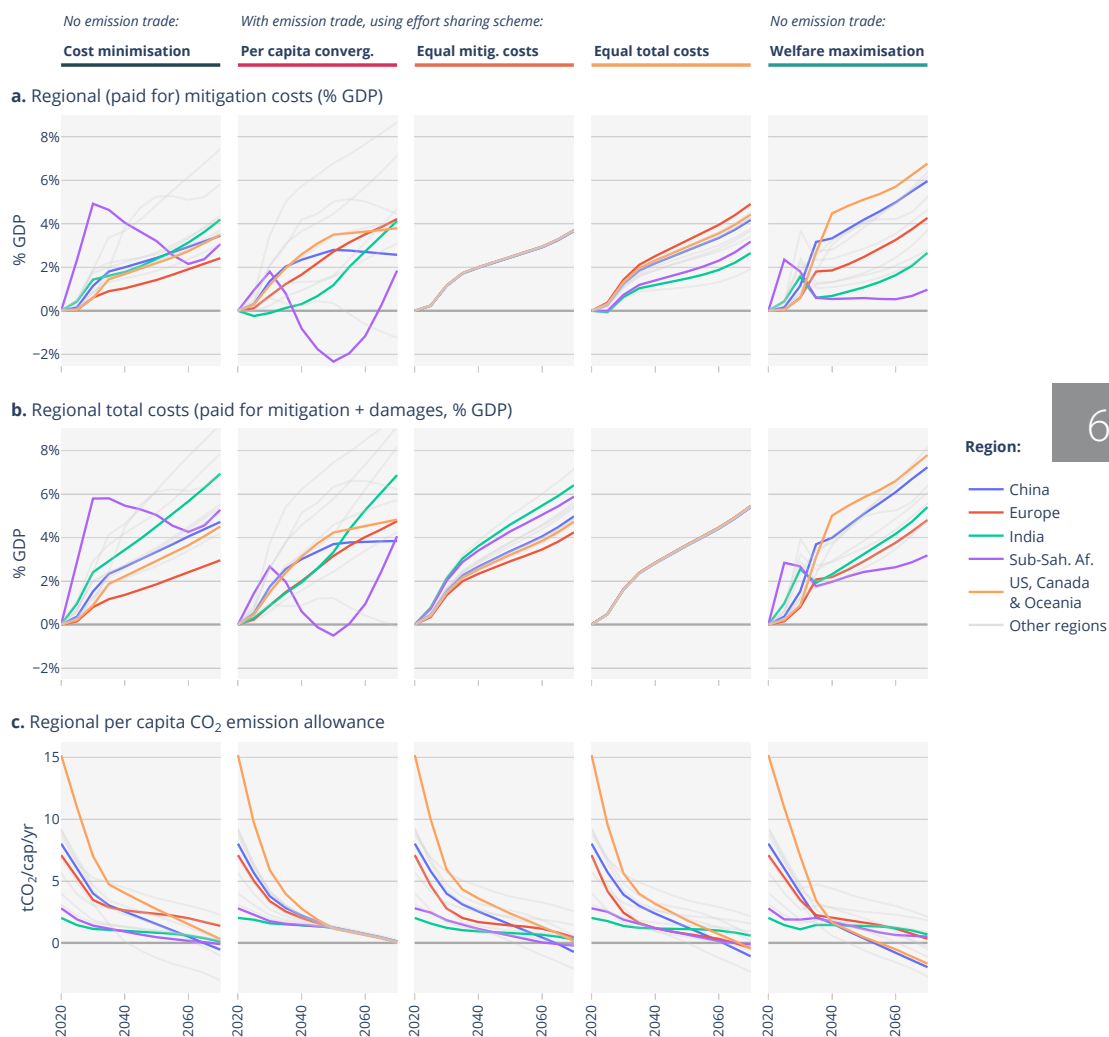 No emission trade:
With emission trade, using effort sharing scheme:
No emission trade:
Cost minimisation
Per capita converg.
Equal mitig. costs
Equal total costs
Welfare maximisation
a. Regional (paid for) mitigation costs (% GDP)
8%
6%
4%
2%
0%
−2%
% GDP
b. Regional total costs (paid for mitigation + damages, % GDP)
8%
6%
4%
2%
0%
−2%
% GDP
6
Region:
China
Europe
India
Sub-Sah. Af.
US, Canada
& Oceania
Other regions
c. Regional per capita CO₂ emission allowance
15
10
5
0
tCO₂/cap/yr
2020
2040
2060
2020
2040
2060
2020
2040
2060
2020
2040
2060
2020
2040
2060